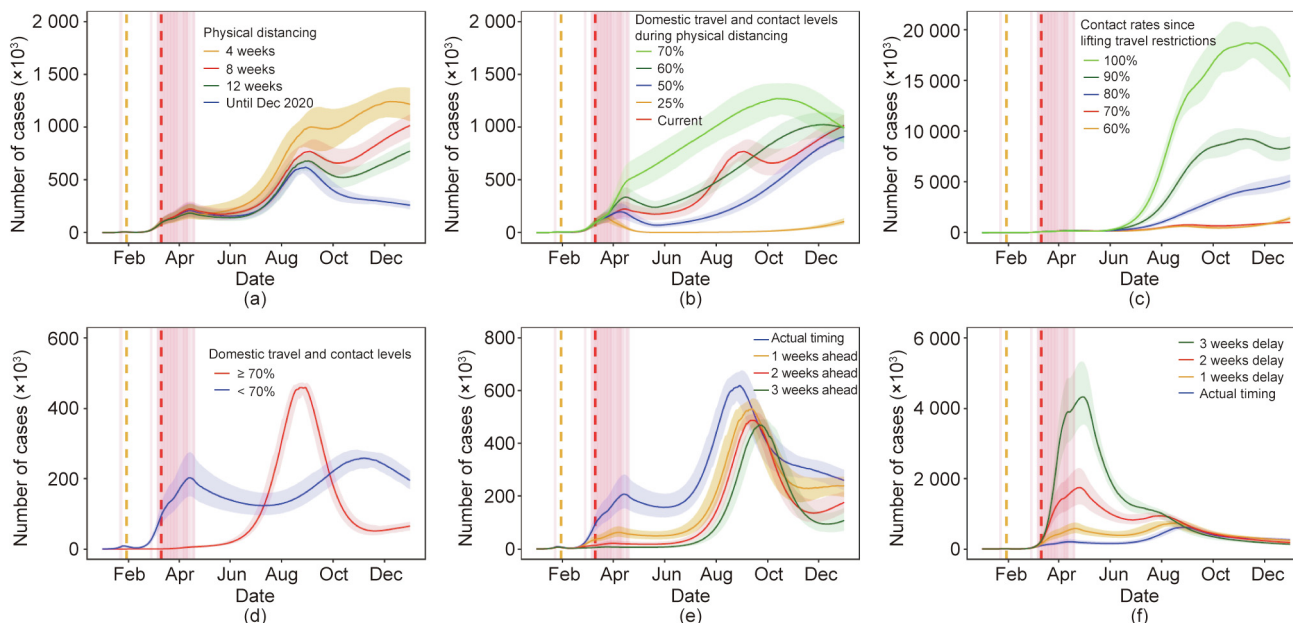 Number of cases (×10³)
2 000
1 500
1 000
500
0
Physical distancing
4 weeks
8 weeks
12 weeks
Until Dec 2020
Feb Apr Jun Aug Oct Dec
Date
(a)
Number of cases (×10³)
2 000
1 500
1 000
500
0
Domestic travel and contact levels
during physical distancing
70%
60%
50%
25%
Current
Feb Apr Jun Aug Oct Dec
Date
(b)
Number of cases (×10³)
20 000
15 000
10 000
5 000
0
Contact rates since
lifting travel restrictions
100%
90%
80%
70%
60%
Feb Apr Jun Aug Oct Dec
Date
(c)
Number of cases (×10³)
600
400
200
0
Domestic travel and contact levels
≥ 70%
< 70%
Feb Apr Jun Aug Oct Dec
Date
(d)
Number of cases (×10³)
800
600
400
200
0
Actual timing
1 weeks ahead
2 weeks ahead
3 weeks ahead
Feb Apr Jun Aug Oct Dec
Date
(e)
Number of cases (×10³)
6 000
4 000
2 000
0
3 weeks delay
2 weeks delay
1 weeks delay
Actual timing
Feb Apr Jun Aug Oct Dec
Date
(f)